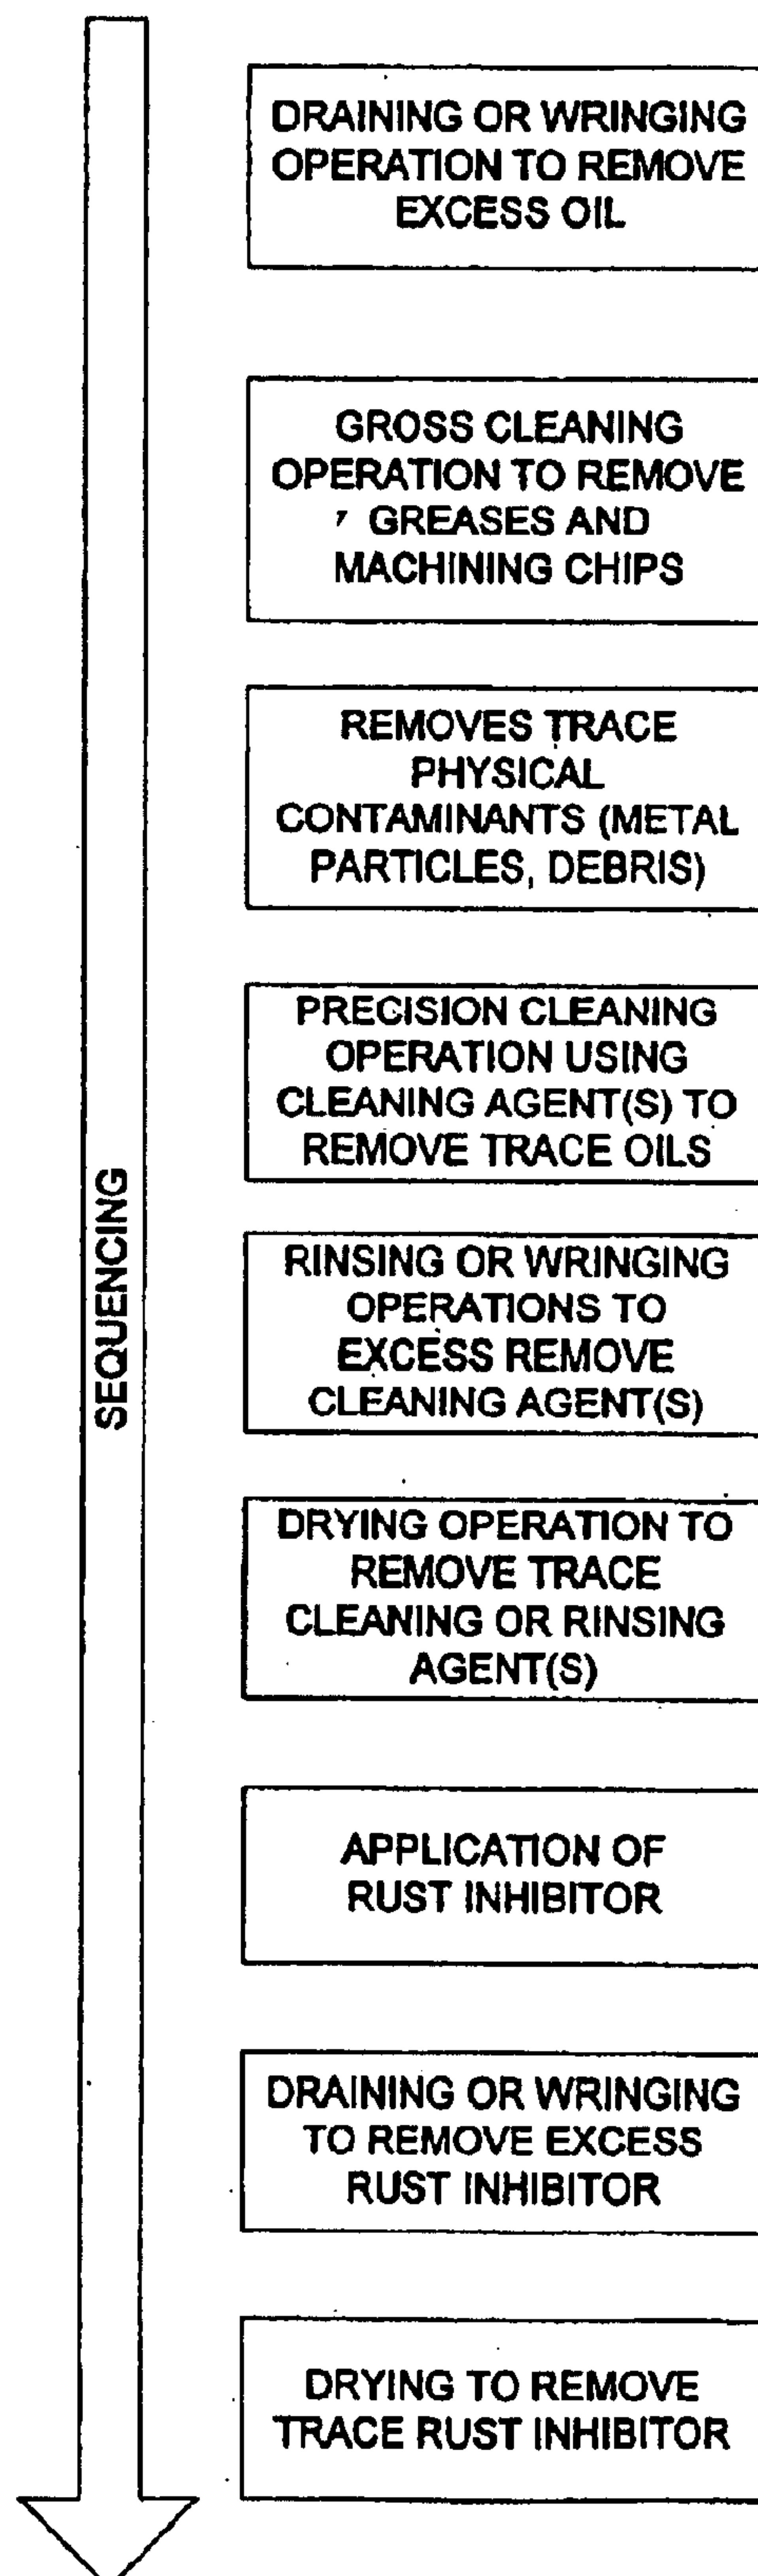 DRAINING OR WRINGING
OPERATION TO REMOVE
EXCESS OIL
GROSS CLEANING
OPERATION TO REMOVE
GREASES AND
MACHINING CHIPS
REMOVES TRACE
PHYSICAL
CONTAMINANTS (METAL
PARTICLES, DEBRIS)
PRECISION CLEANING
OPERATION USING
CLEANING AGENT(S) TO
REMOVE TRACE OILS
SEQUENCING
RINSING OR WRINGING
OPERATIONS TO
EXCESS REMOVE
CLEANING AGENT(S)
DRYING OPERATION TO
REMOVE TRACE
CLEANING OR RINSING
AGENT(S)
APPLICATION OF
RUST INHIBITOR
DRAINING OR WRINGING
TO REMOVE EXCESS
RUST INHIBITOR
DRYING TO REMOVE
TRACE RUST INHIBITOR